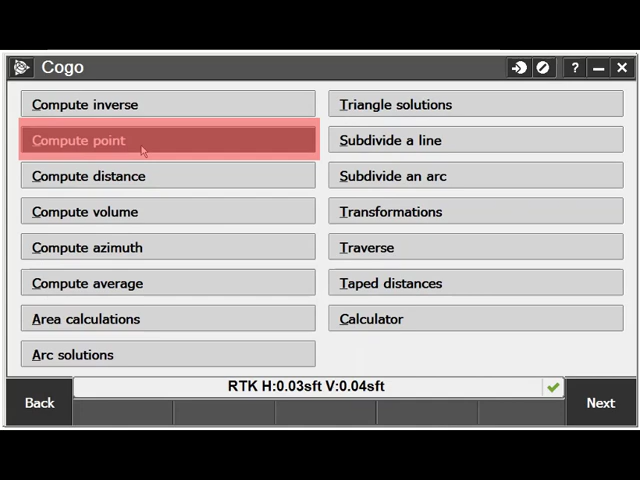 Cogo
?
Compute inverse
Compute point
Compute distance
Compute volume
Compute azimuth
Compute average
Area calculations
Arc solutions
Triangle solutions
Subdivide a line
Subdivide an arc
Transformations
Traverse
Taped distances
Calculator
RTK H:0.03sft V:0.04sft
Back
Next